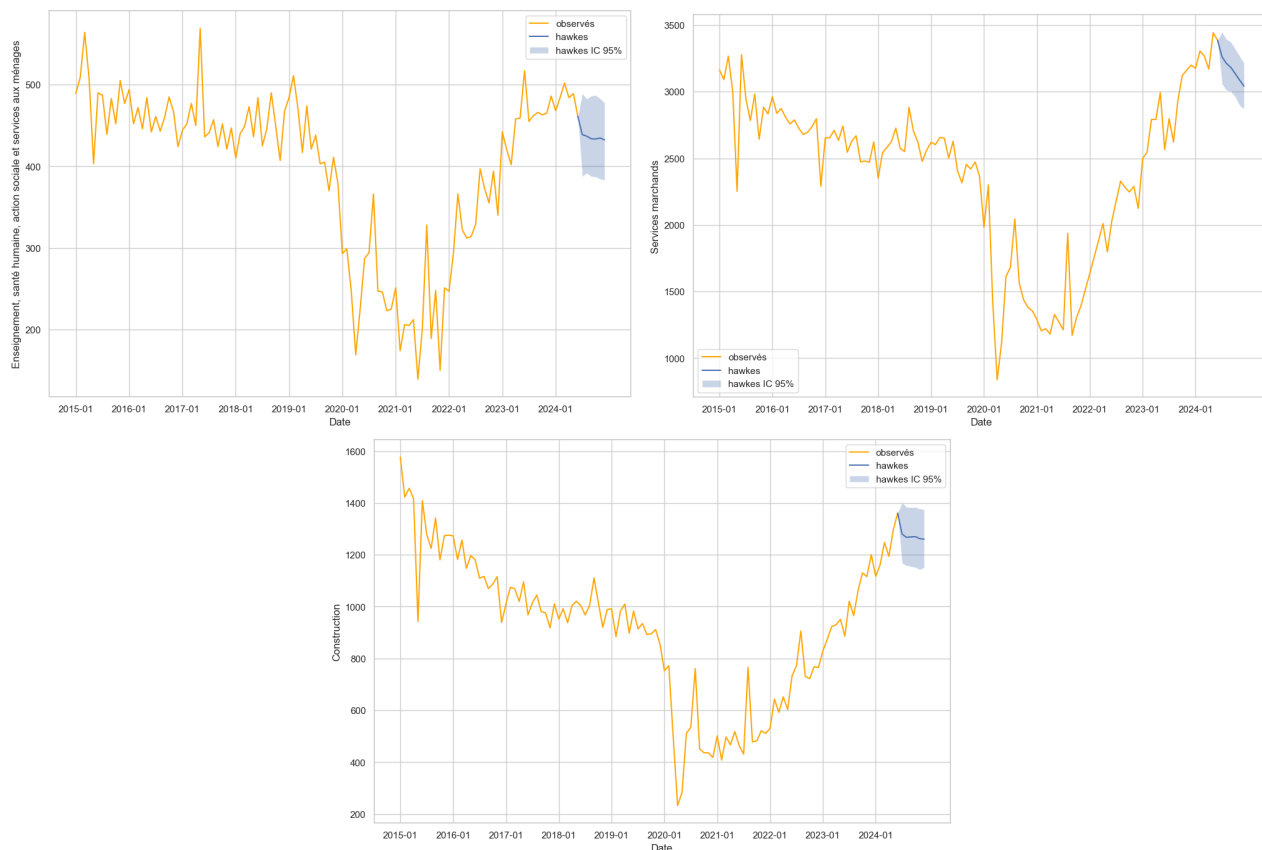 Enseignement, santé humaine, action sociale et services aux ménages
500
400
300
200
2015-01 2016-01 2017-01 2018-01 2019-01 2020-01 2021-01 2022-01 2023-01 2024-01
Date
observés
hawkes
hawkes IC 95%
Services marchands
3500
3000
2500
2000
1500
1000
2015-01 2016-01 2017-01 2018-01 2019-01 2020-01 2021-01 2022-01 2023-01 2024-01
Date
observés
hawkes
hawkes IC 95%
Construction
1600
1400
1200
1000
800
600
400
200
2015-01 2016-01 2017-01 2018-01 2019-01 2020-01 2021-01 2022-01 2023-01 2024-01
Date
observés
hawkes
hawkes IC 95%